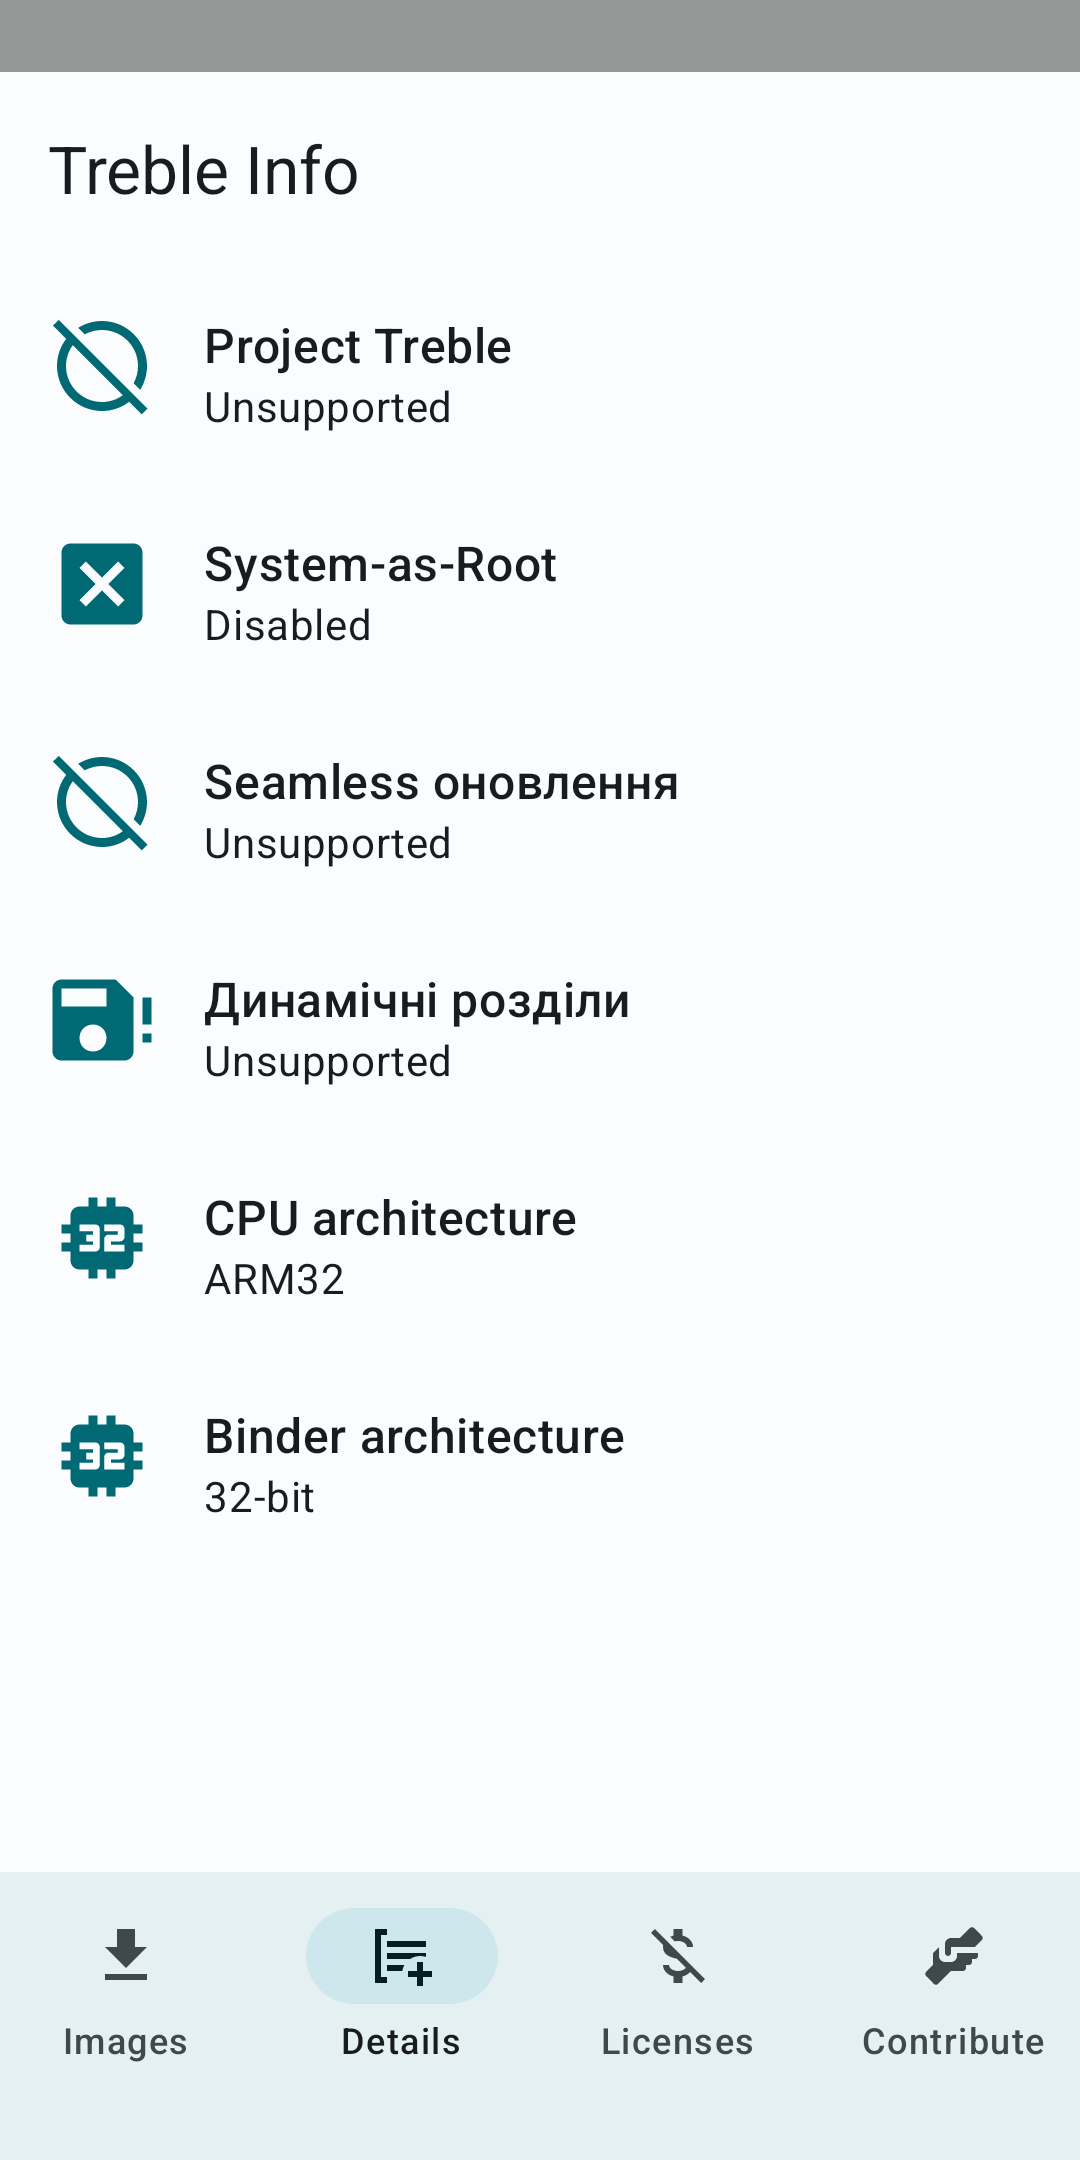 Treble Info
Project Treble
Unsupported
System-as-Root
Disabled
Seamless оновлення
Unsupported
Динамічні розділи
Unsupported
32
CPU architecture
ARM32
32
Binder architecture
32-bit
Images
Details
Licenses
Contribute